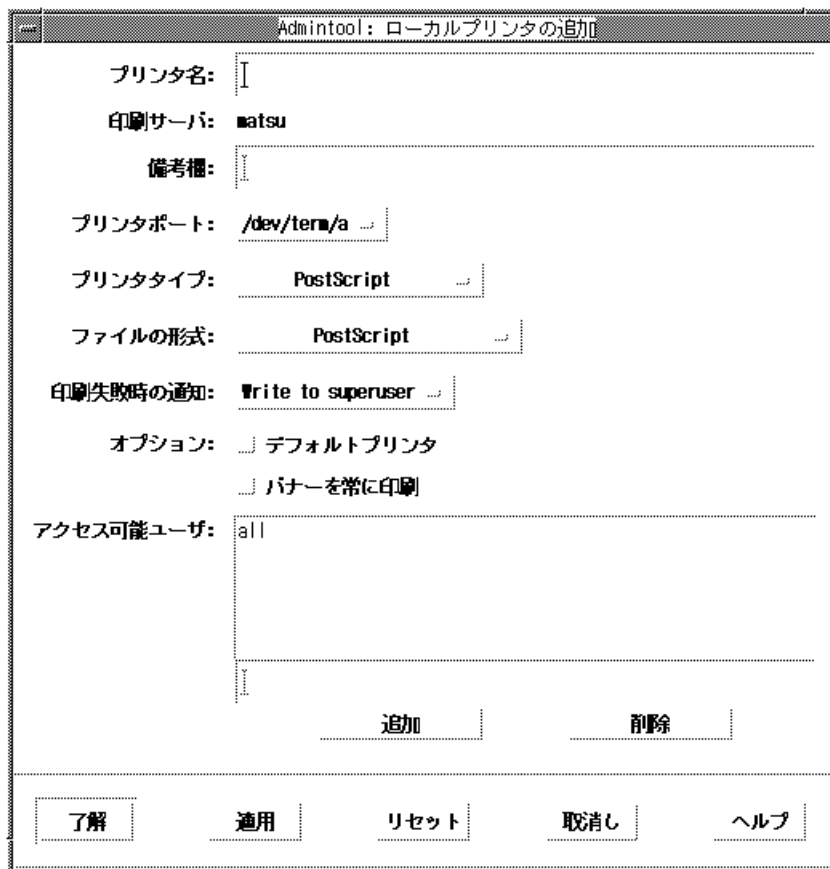 Admintool: ローカルプリンタの追加
プリンタ名:
印刷サーバ: matsu
備考欄:
プリンタポート: /dev/term/a
プリンタタイプ: PostScript
ファイルの形式: PostScript
印刷失敗時の通知: Write to superuser
オプション: デフォルトプリンタ
バナーを常に印刷
アクセス可能ユーザ: all
追加 削除
了解 適用 リセット 取消し ヘルプ